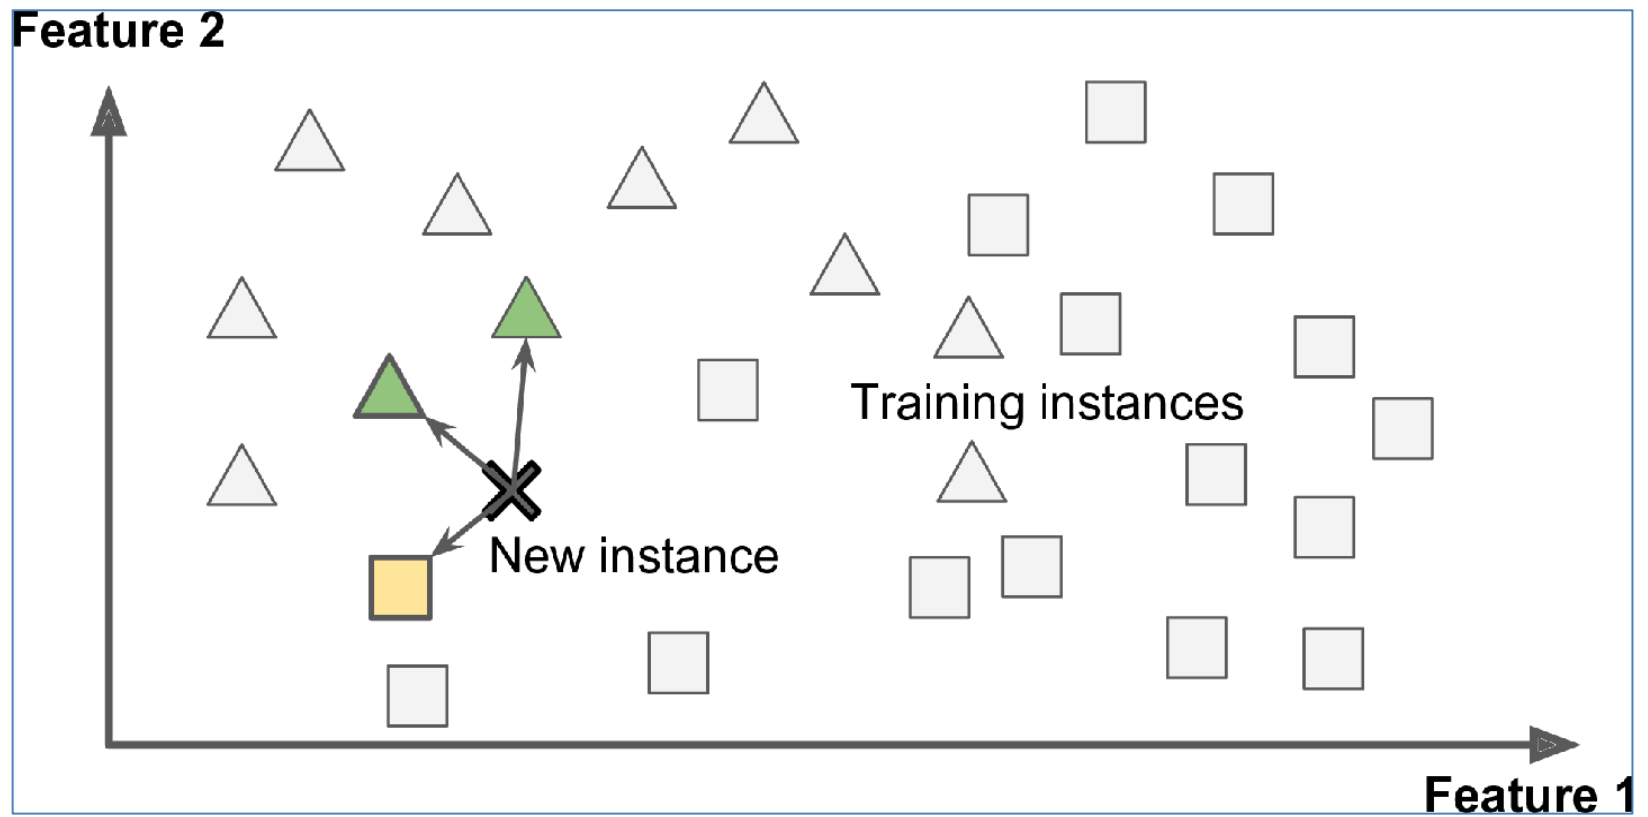 Feature 2
Training instances
New instance
Feature 1